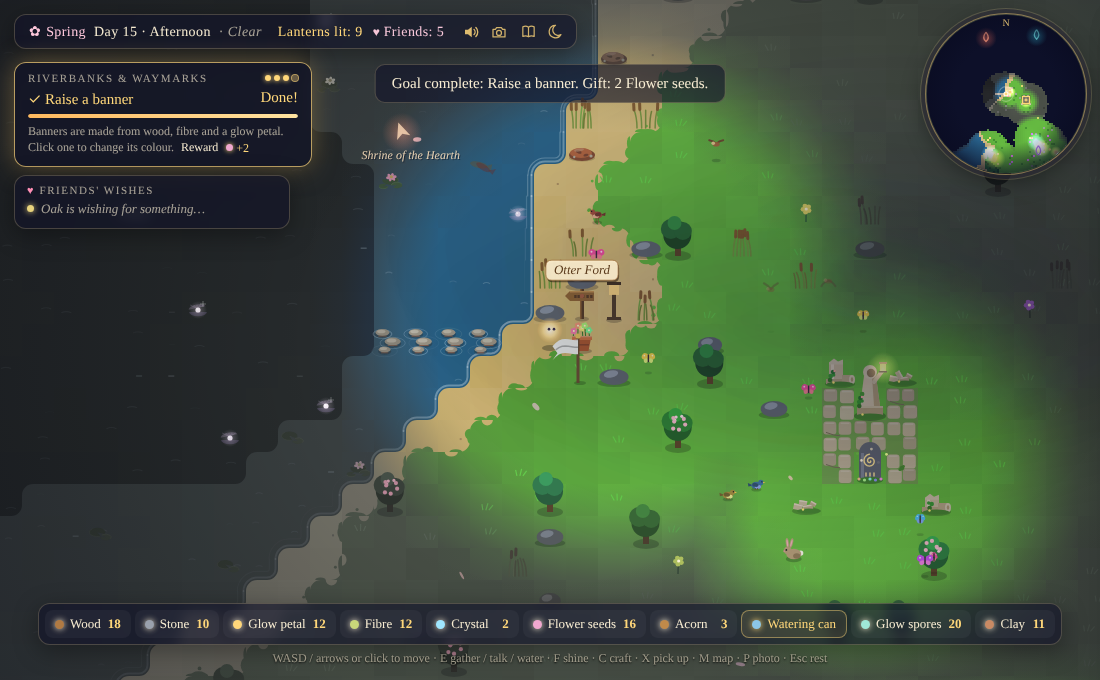 ✿ Spring Day 15 · Afternoon · Clear Lanterns lit: 9 ♥ Friends: 5
N
RIVERBANKS & WAYMARKS
Raise a banner Done!
Banners are made from wood, fibre and a glow petal.
Click one to change its colour. Reward +2
Goal complete: Raise a banner. Gift: 2 Flower seeds.
Shrine of the Hearth
♥ FRIENDS' WISHES
Oak is wishing for something…
Otter Ford
Wood 18 Stone 10 Glow petal 12 Fibre 12 Crystal 2 Flower seeds 16 Acorn 3 Watering can Glow spores 20 Clay 11
WASD / arrows or click to move · E gather / talk / water · F shine · C craft · X pick up · M map · P photo · Esc rest